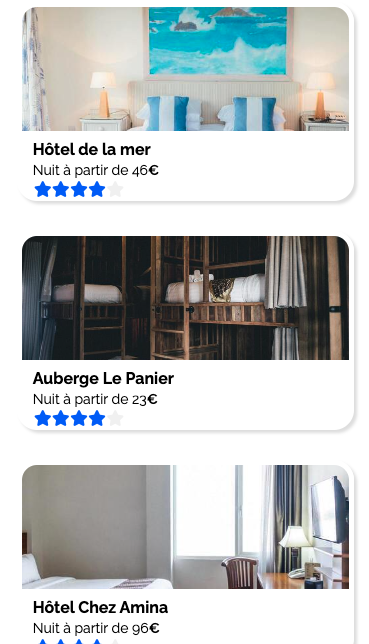 Hôtel de la mer
Nuit à partir de 46€
Auberge Le Panier
Nuit à partir de 23€
Hôtel Chez Amina
Nuit à partir de 96€